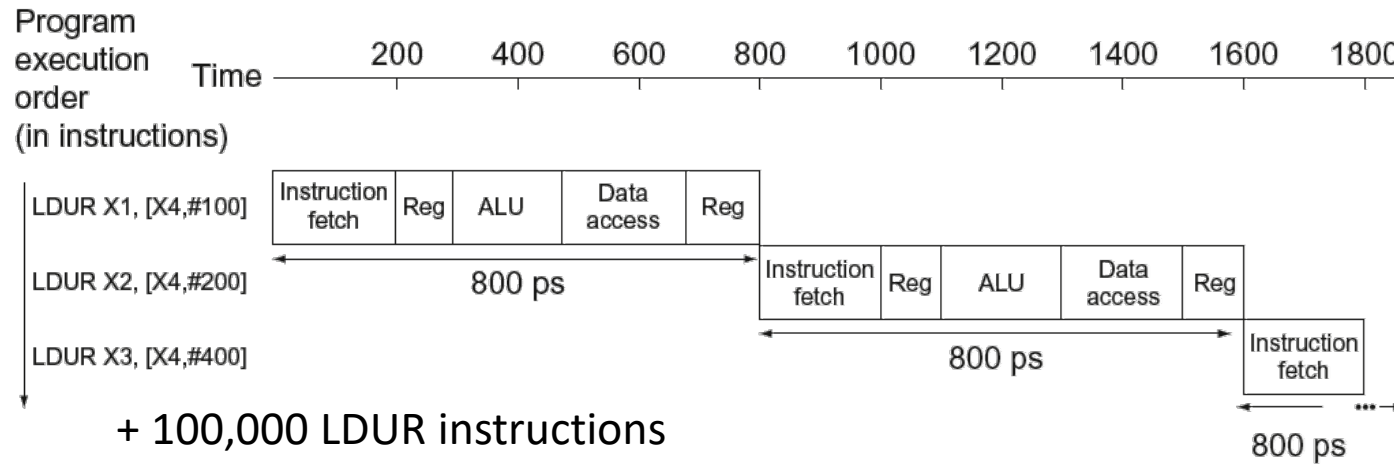 Program
execution
order
(in instructions)
Time
200 400 600 800 1000 1200 1400 1600 1800
LDUR X1, [X4,#100]
Instruction
fetch
Reg
ALU
Data
access
Reg
800 ps
LDUR X2, [X4,#200]
Instruction
fetch
Reg
ALU
Data
access
Reg
800 ps
LDUR X3, [X4,#400]
Instruction
fetch
...
800 ps
+ 100,000 LDUR instructions